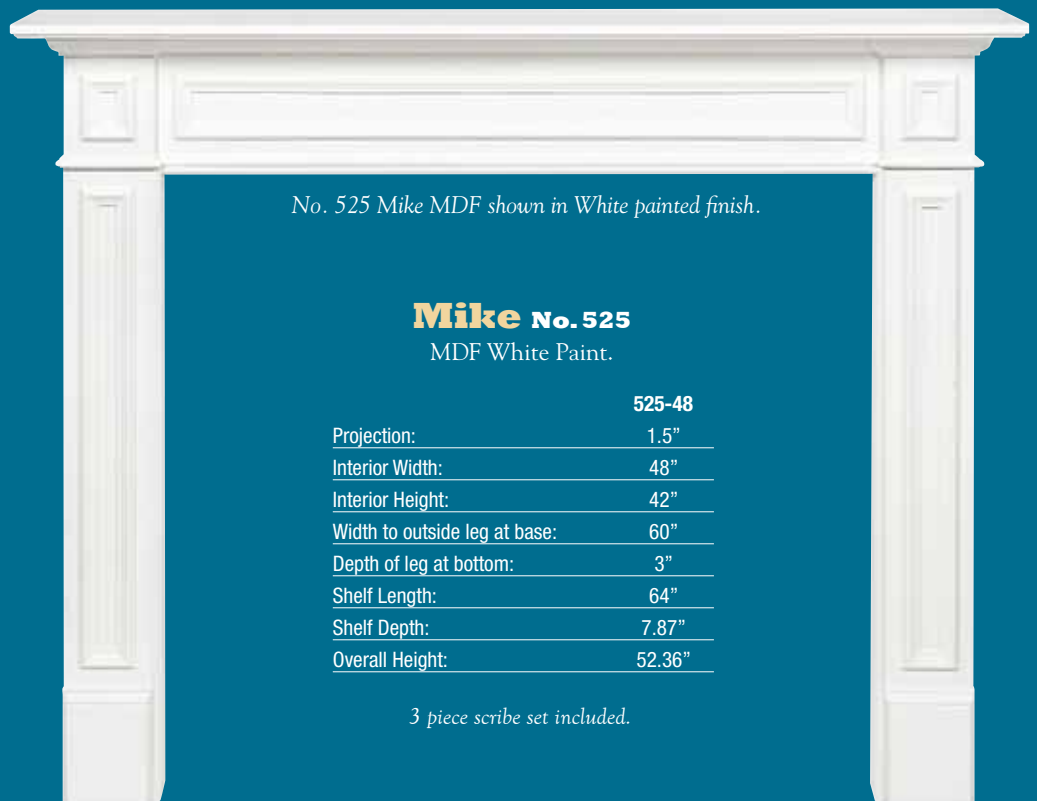 No. 525 Mike MDF shown in White painted finish.
Mike No. 525
MDF White Paint.
525-48
Projection: 1.5”
Interior Width: 48”
Interior Height: 42”
Width to outside leg at base: 60”
Depth of leg at bottom: 3”
Shelf Length: 64”
Shelf Depth: 7.87”
Overall Height: 52.36”
3 piece scribe set included.